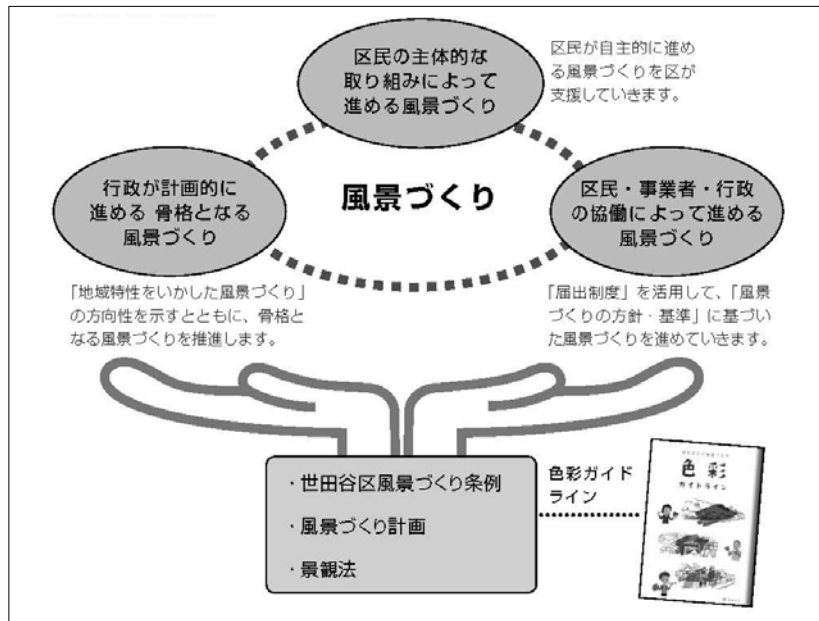 区民の主体的な
取り組みによって
進める風景づくり
区民が自主的に進め
る風景づくりを区が
支援していきます。
行政が計画的に
進める 骨格となる
風景づくり
風景づくり
区民・事業者・行政
の協働によって進める
風景づくり
「地域特性をいかした風景づくり」
の方向性を示すとともに、骨格と
なる風景づくりを推進します。
「届出制度」を活用して、「風景
づくりの方針・基準」に基づい
た風景づくりを進めていきます。
・世田谷区風景づくり条例
・風景づくり計画
・景観法
色彩ガイド
ライン
色彩
ガイドライン